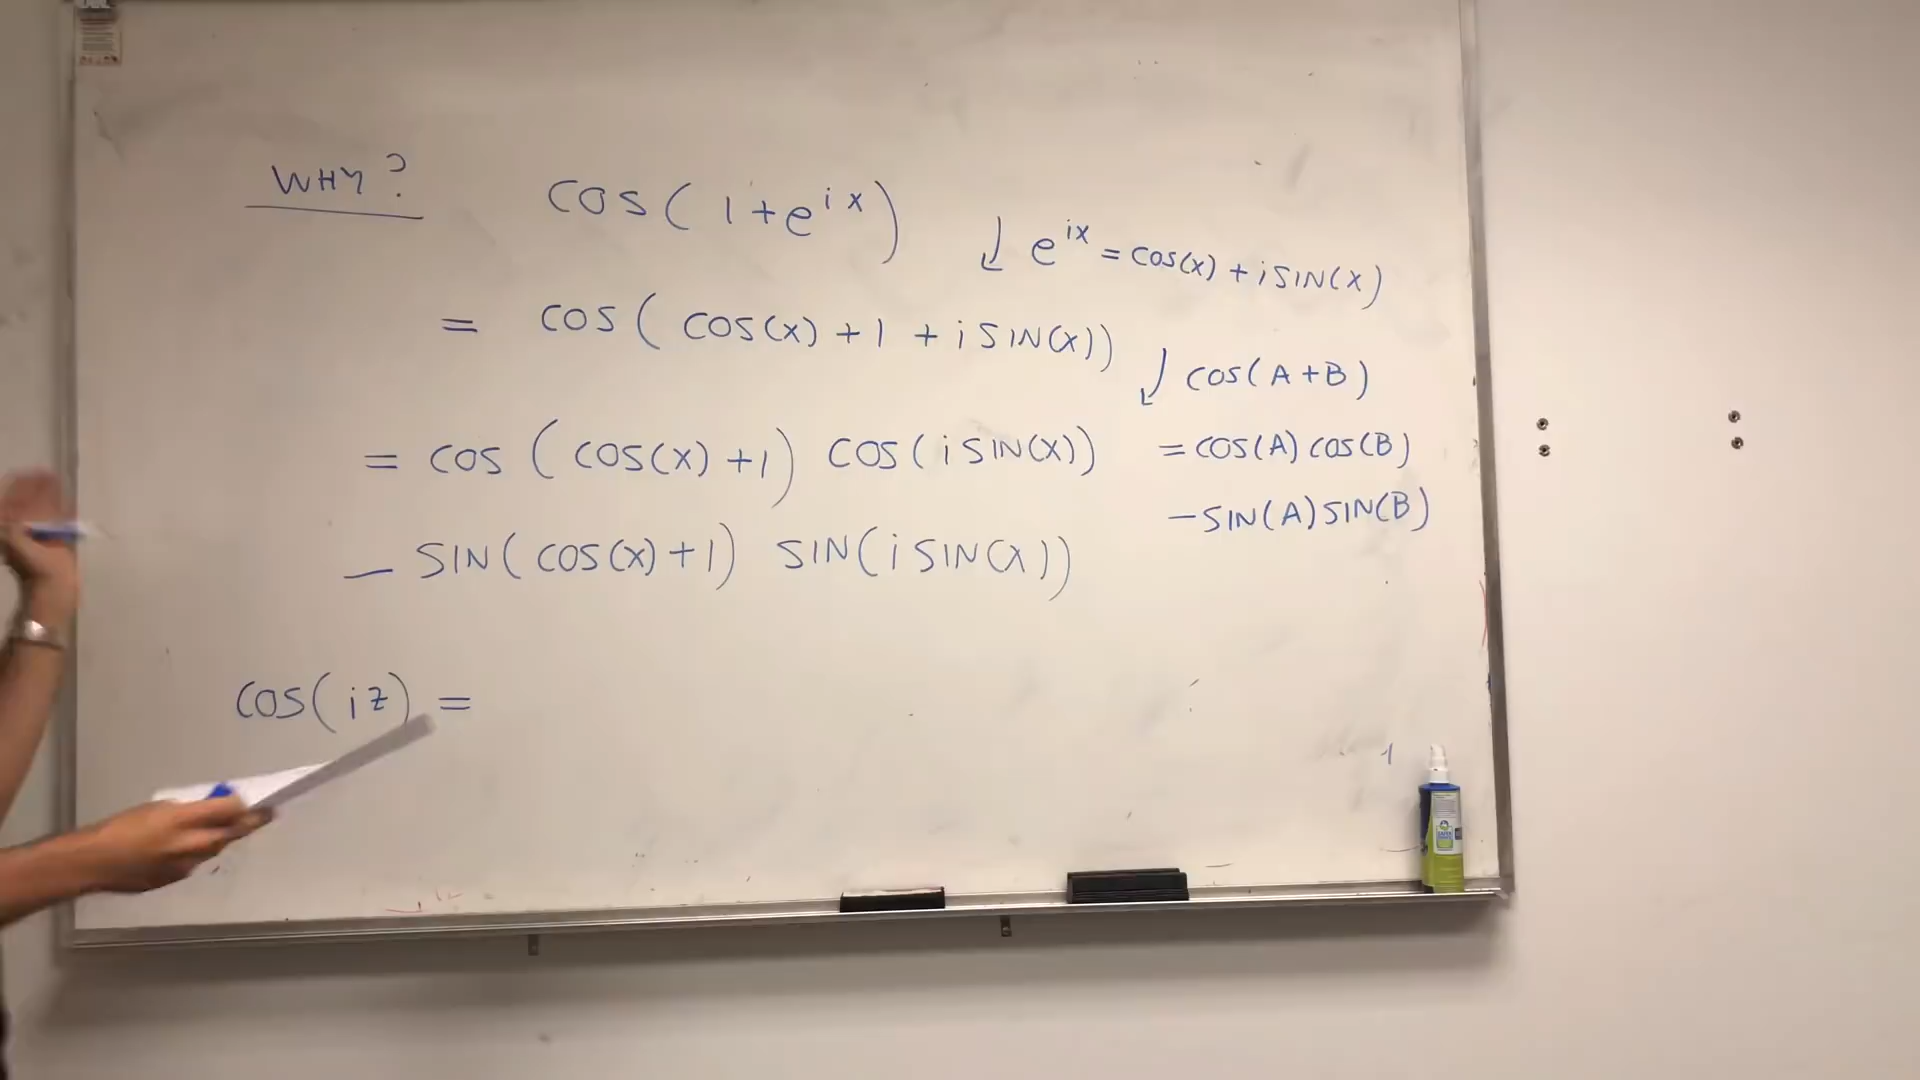 WHY?
cos(1+e^{ix})
↓ e^{ix} = cos(x) + i SIN(x)
= cos(cos(x)+1 + i SIN(x))
↓ cos(A+B)
= cos(cos(x)+1) cos(i SIN(x))
= cos(A) cos(B)
- SIN(A) SIN(B)
- SIN(cos(x)+1) SIN(i SIN(x))
cos(iz) =